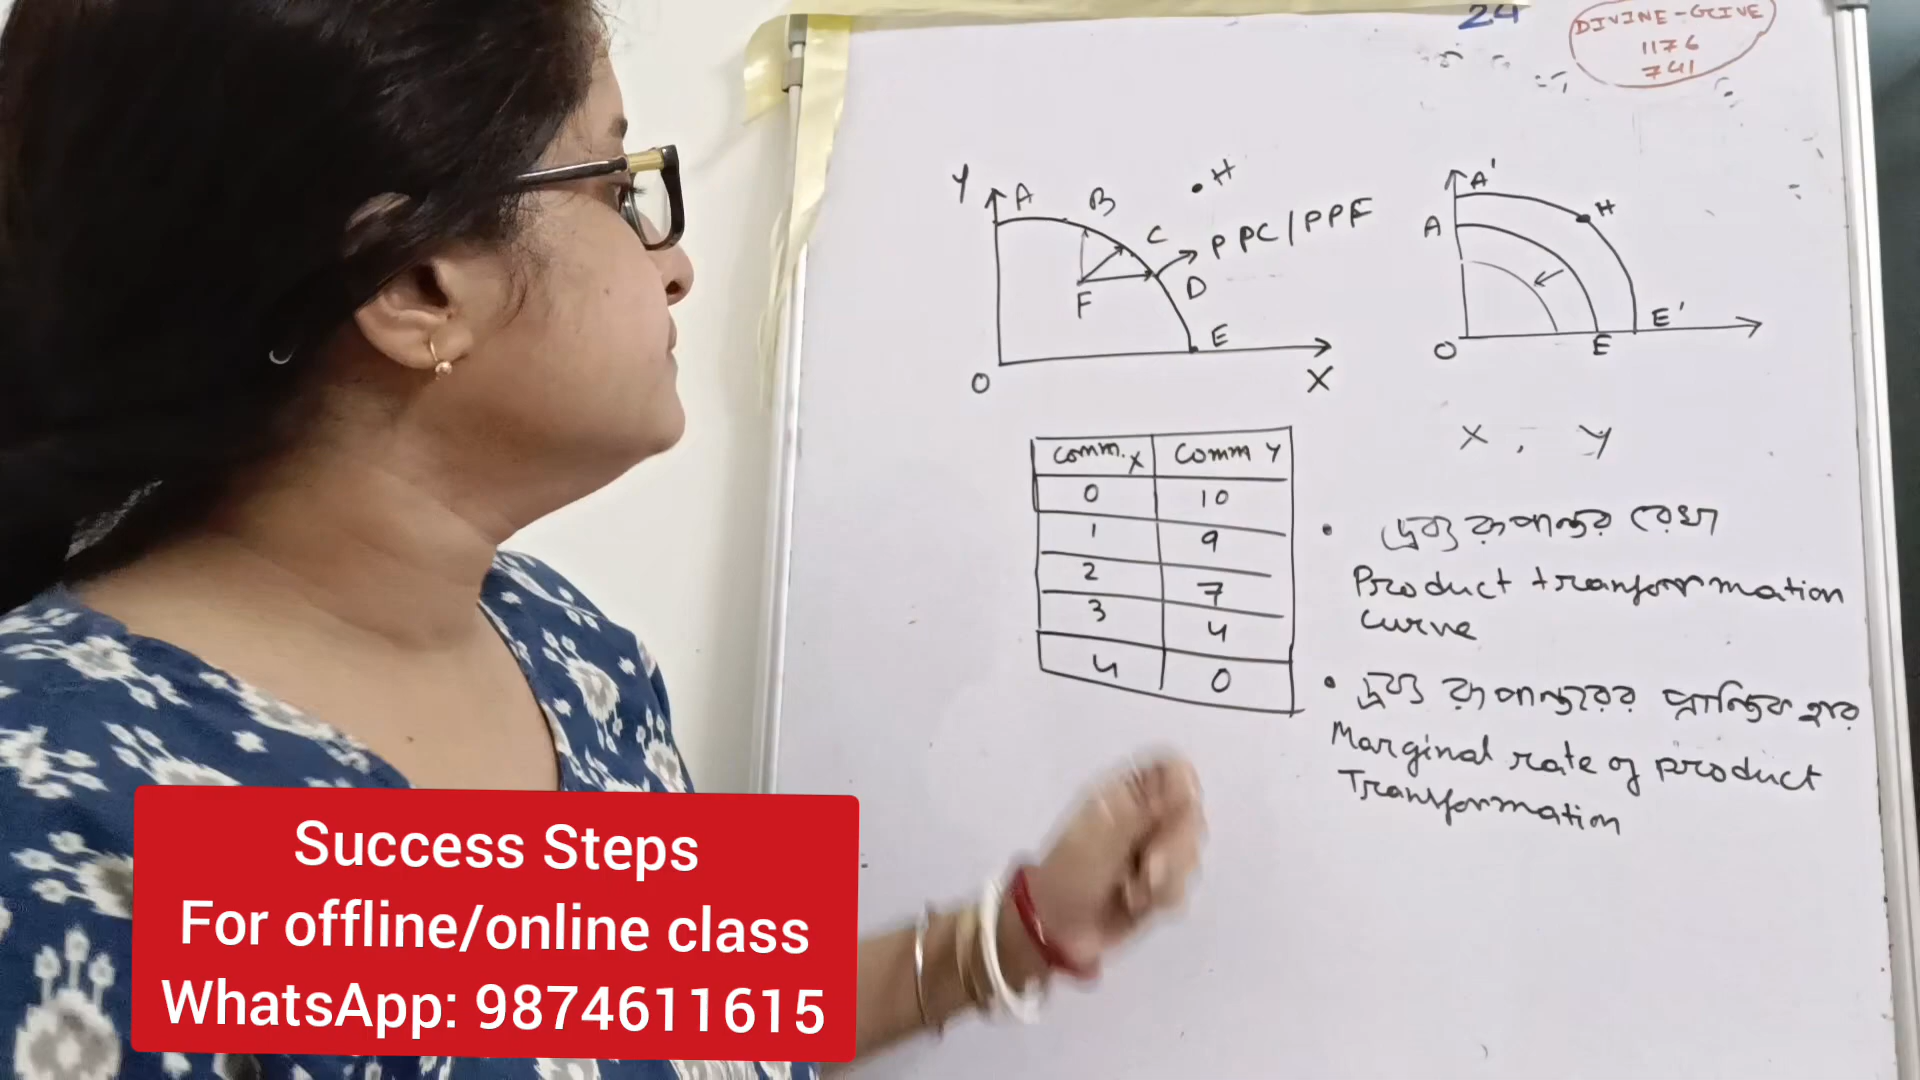 24
DIVINE-GIVE
1176
741
Y A B • H
C PPC/PPF
F D
E
O X
A'
A H
O E E'
Comm. X Comm Y
0 10
1 9
2 7
3 4
4 0
X , Y
• দ্রব্য রূপান্তর রেখা
Product transformation
curve
• দ্রব্য রূপান্তরের প্রান্তিক হার
Marginal rate of product
Transformation
Success Steps
For offline/online class
WhatsApp: 9874611615